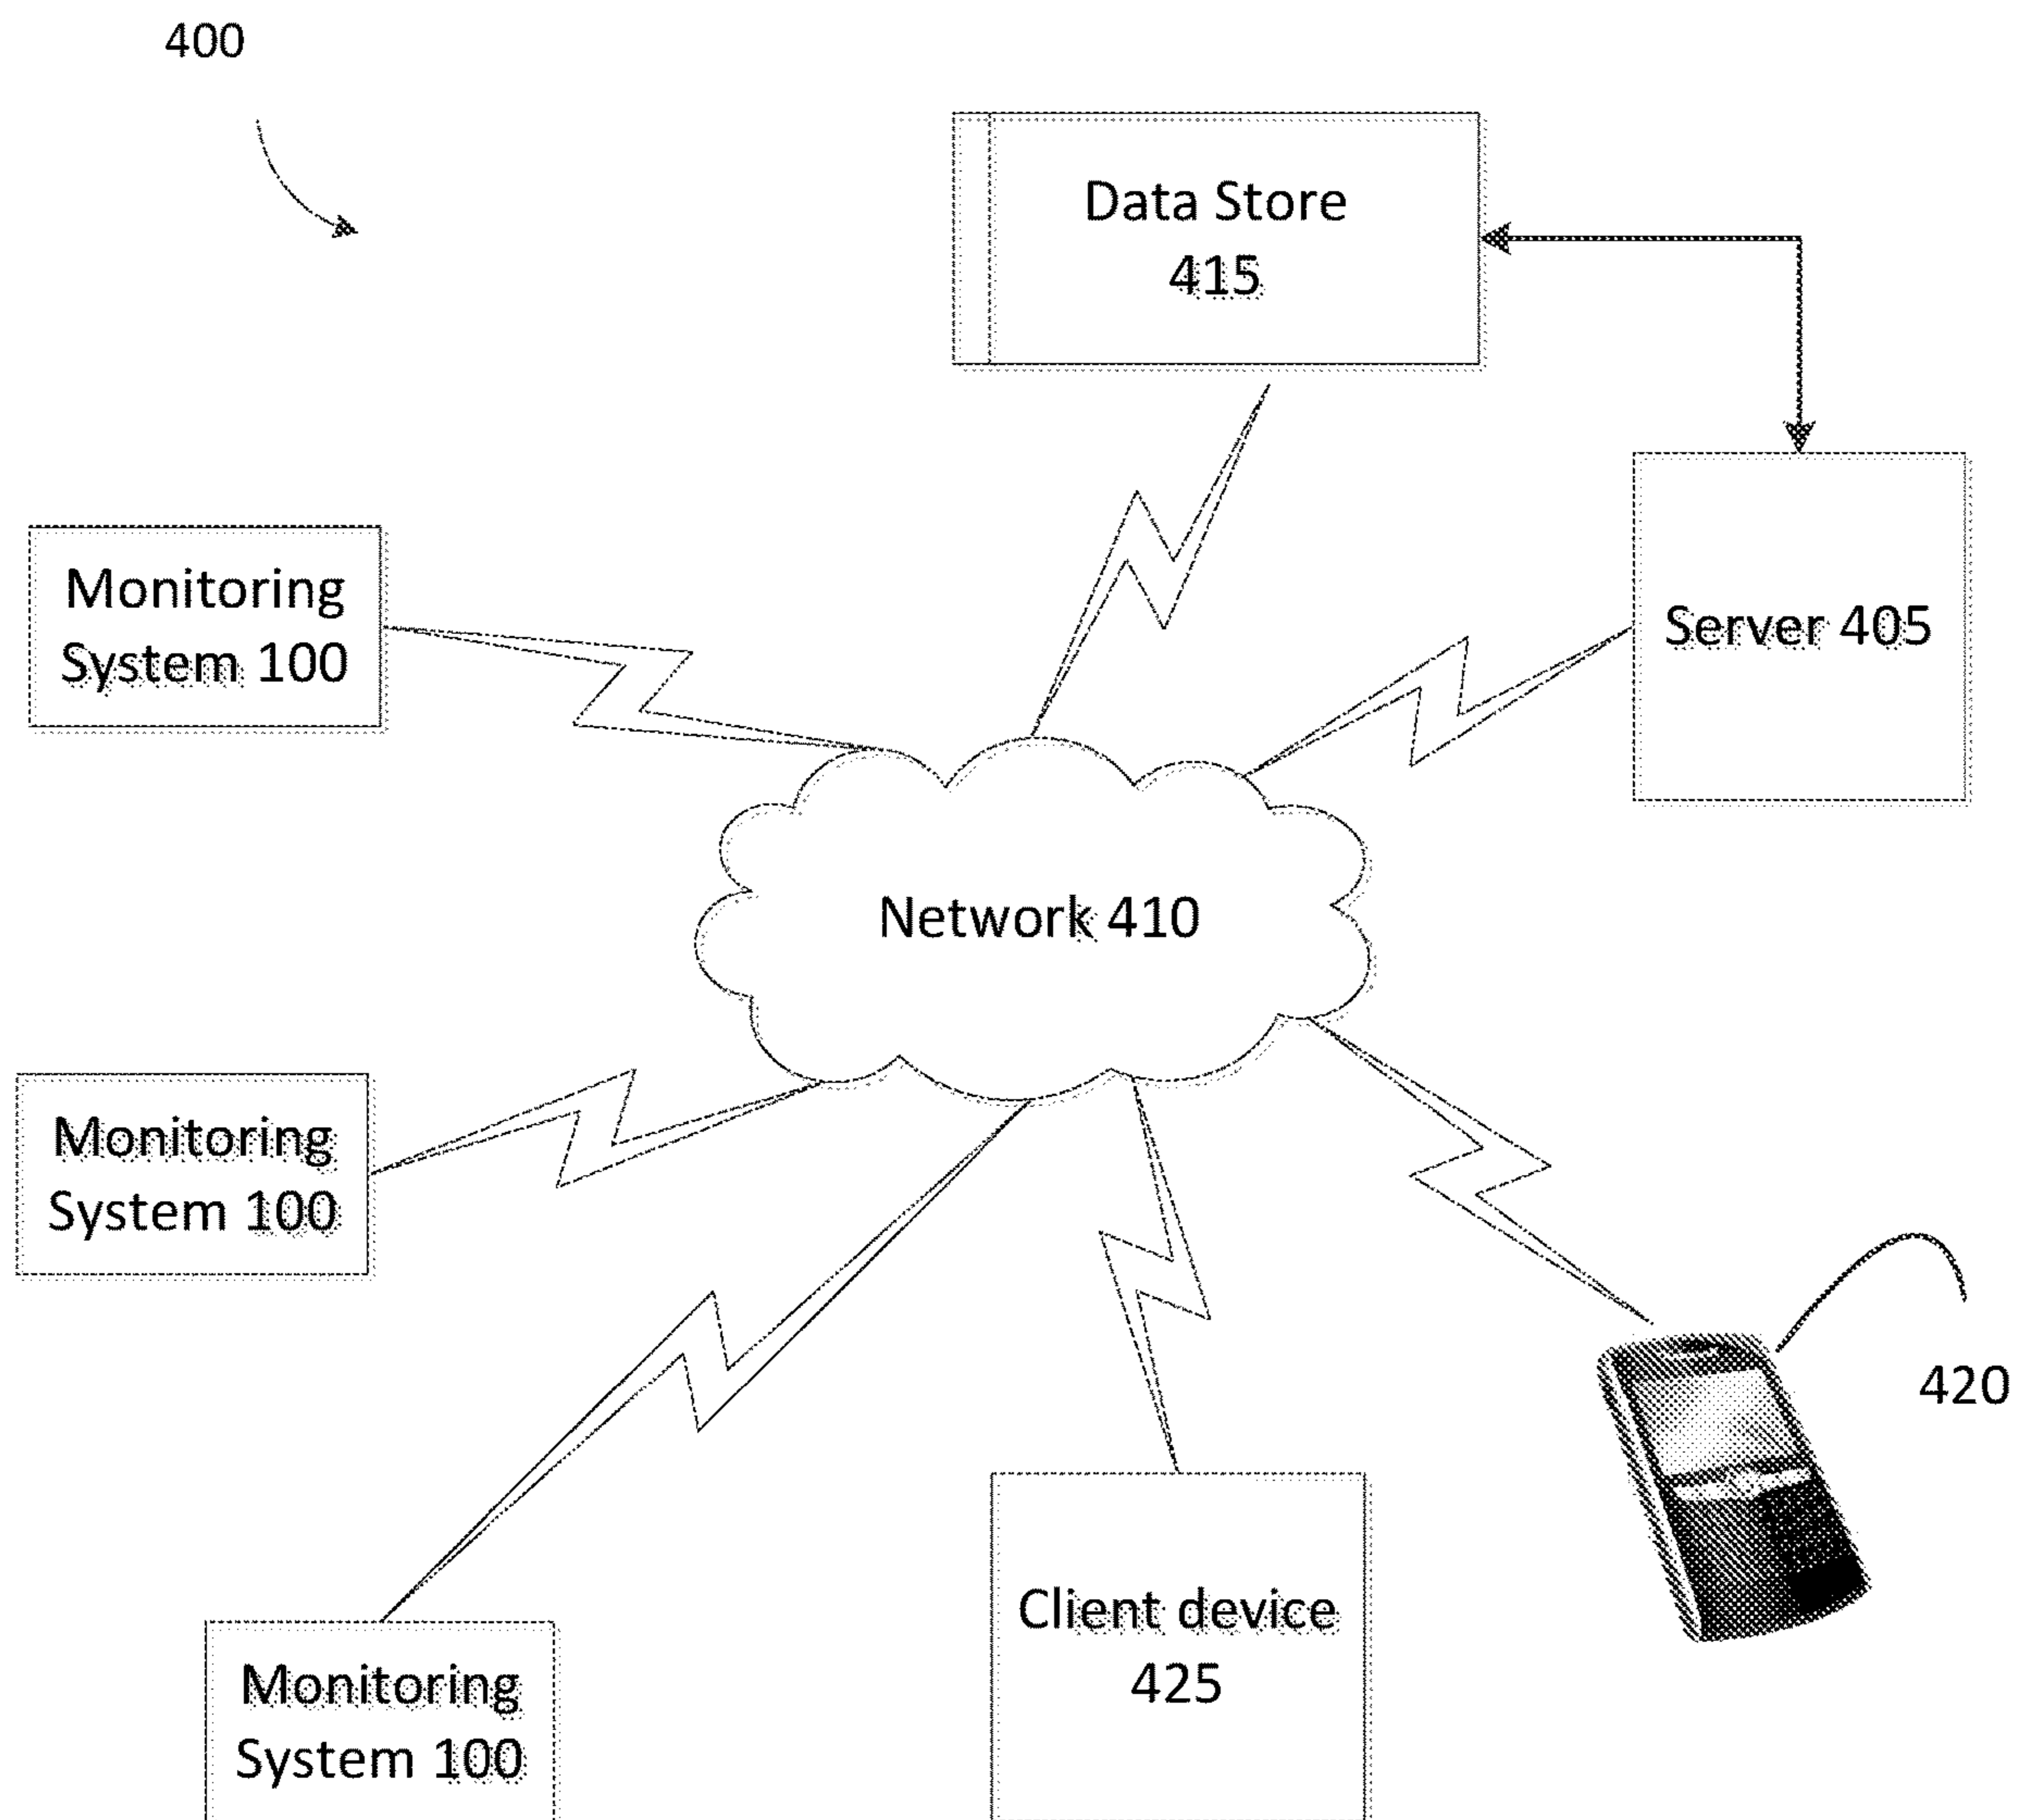 400
Data Store
415
Monitoring
System 100
Server 405
Network 410
Monitoring
System 100
420
Client device
425
Monitoring
System 100